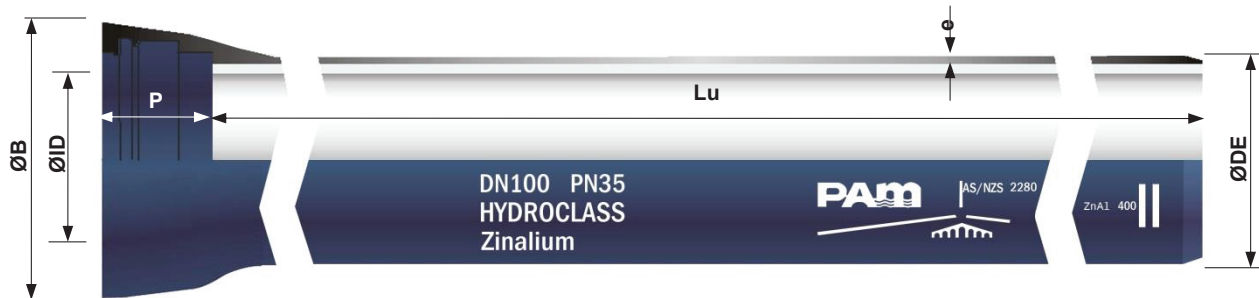 e
P
Lu
ØB
ØID
ØDE
DN100 PN35
HYDROCLASS
Zinalium
PAM
AS/NZS 2280
ZnAl 400